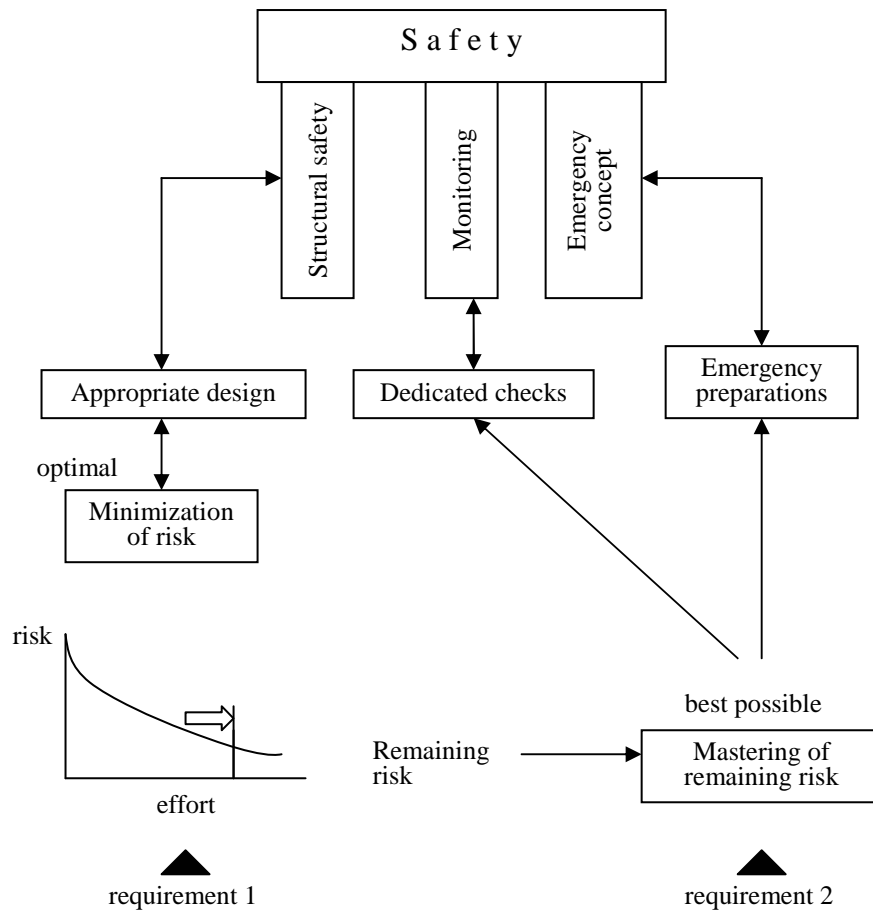 Safety
Structural safety
Monitoring
Emergency
concept
Appropriate design
Dedicated checks
Emergency
preparations
optimal
Minimization
of risk
risk
effort
best possible
Remaining
risk
Mastering of
remaining risk
requirement 1
requirement 2